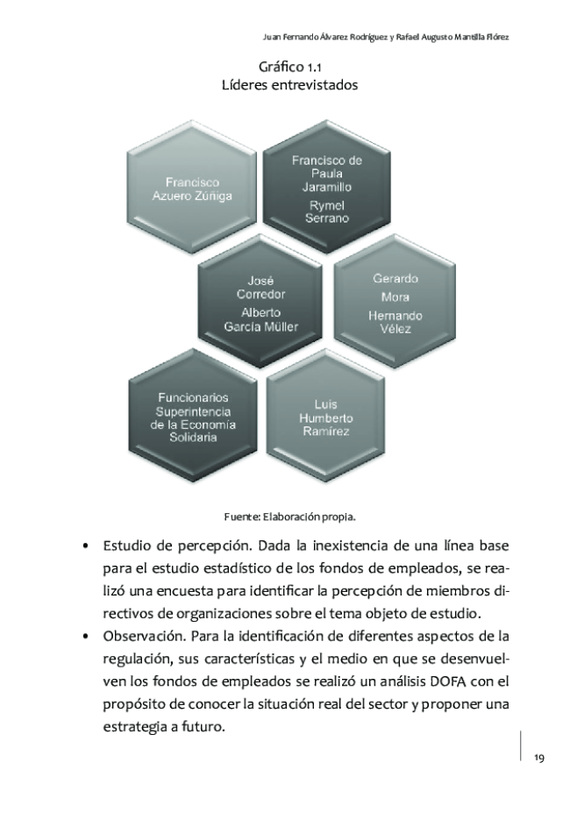 Juan Fernando Álvarez Rodríguez y Rafael Augusto Mantilla Flórez
Gráfico 1.1
Líderes entrevistados
Francisco
Azuero Zúñiga
Francisco de
Paula
Jaramillo
Rymel
Serrano
José
Corredor
Alberto
García Müller
Gerardo
Mora
Hernando
Vélez
Funcionarios
Superintencia
de la Economía
Solidaria
Luis
Humberto
Ramírez
Fuente: Elaboración propia.
• Estudio de percepción. Dada la inexistencia de una línea base
para el estudio estadístico de los fondos de empleados, se rea-
lizó una encuesta para identificar la percepción de miembros di-
rectivos de organizaciones sobre el tema objeto de estudio.
• Observación. Para la identificación de diferentes aspectos de la
regulación, sus características y el medio en que se desenvuel-
ven los fondos de empleados se realizó un análisis DOFA con el
propósito de conocer la situación real del sector y proponer una
estrategia a futuro.
19